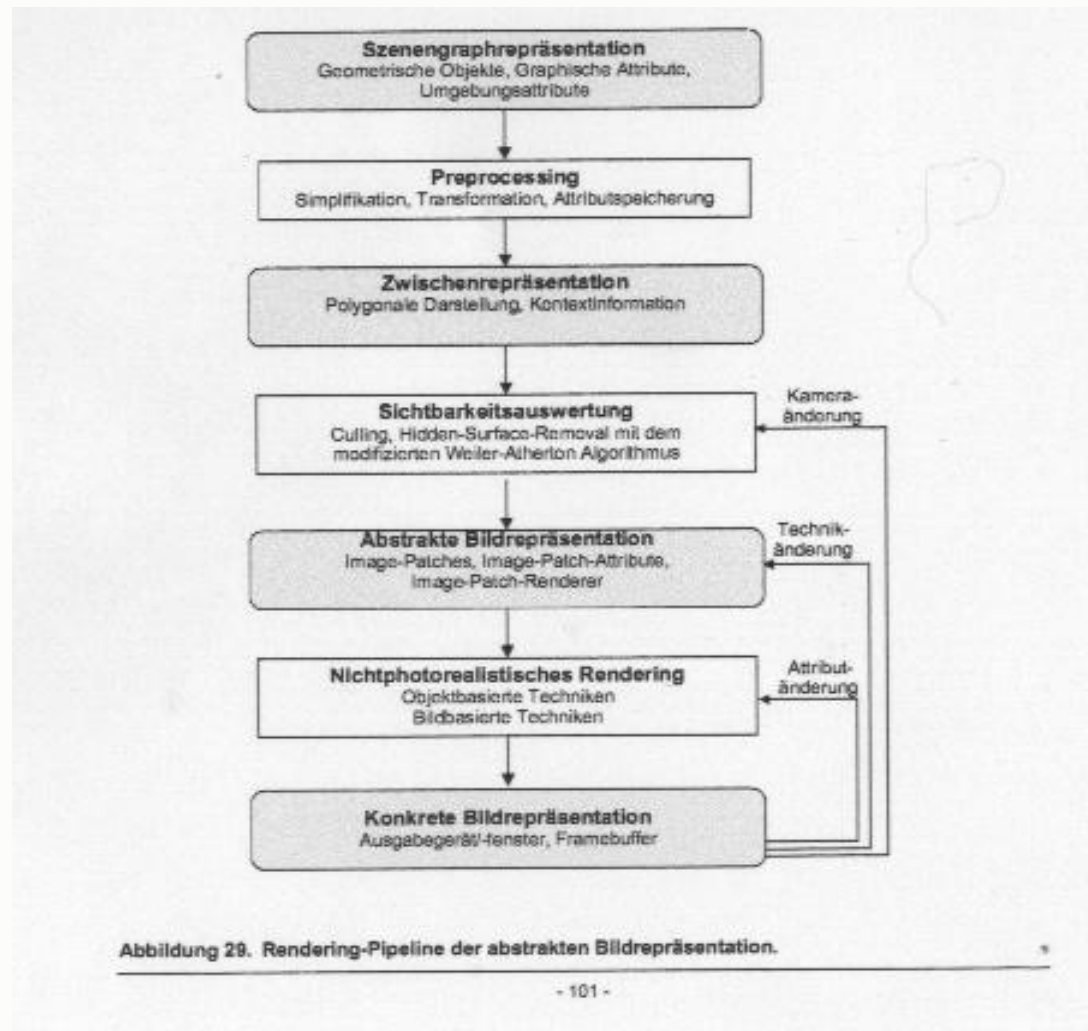 Szenengraphrepräsentation
Geometrische Objekte, Graphische Attribute,
Umgebungsattribute
Preprocessing
Simplifikation, Transformation, Attributspeicherung
Zwischenrepräsentation
Polygonale Darstellung, Kontextinformation
Sichtbarkeitsauswertung
Culling, Hidden-Surface-Removal mit dem
modifizierten Weiler-Atherton Algorithmus
Kamera-
änderung
Abstrakte Bildrepräsentation
Image-Patches, Image-Patch-Attribute,
Image-Patch-Renderer
Technik-
änderung
Nichtphotorealistisches Rendering
Objektbasierte Techniken
Bildbasierte Techniken
Attribut-
änderung
Konkrete Bildrepräsentation
Ausgabegerät/-fenster, Framebuffer
Abbildung 29. Rendering-Pipeline der abstrakten Bildrepräsentation.
- 101 -